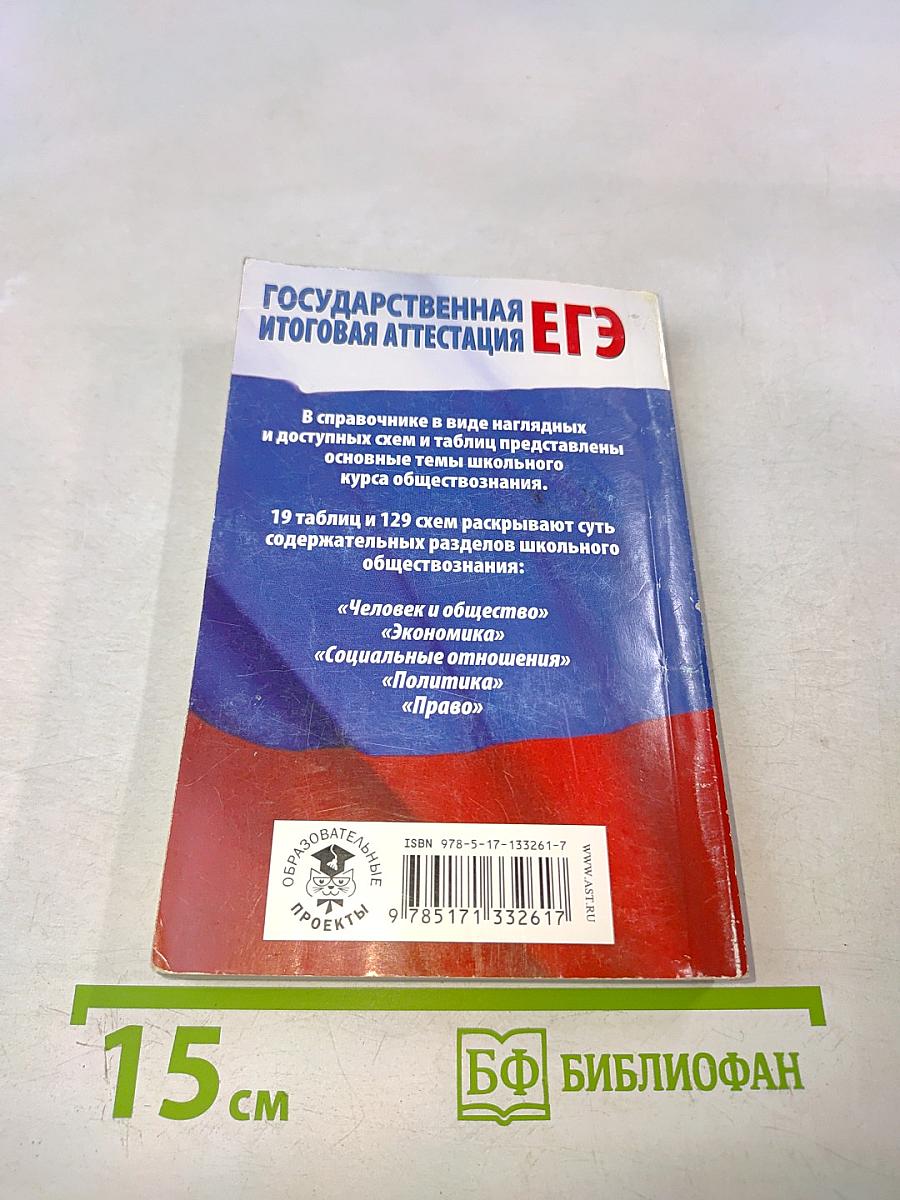 ГОСУДАРСТВЕННАЯ
ИТОГОВАЯ АТТЕСТАЦИЯ
ЕГЭ
В справочнике в виде наглядных
и доступных схем и таблиц представлены
основные темы школьного
курса обществознания.
19 таблиц и 129 схем раскрывают суть
содержательных разделов школьного
обществознания:
«Человек и общество»
«Экономика»
«Социальные отношения»
«Политика»
«Право»
ОБРАЗОВАТЕЛЬНЫЕ
ПРОЕКТЫ
ISBN 978-5-17-133261-7
9 785171 332617
WWW.AST.RU
15 см
БФ
БИБЛИОФАН